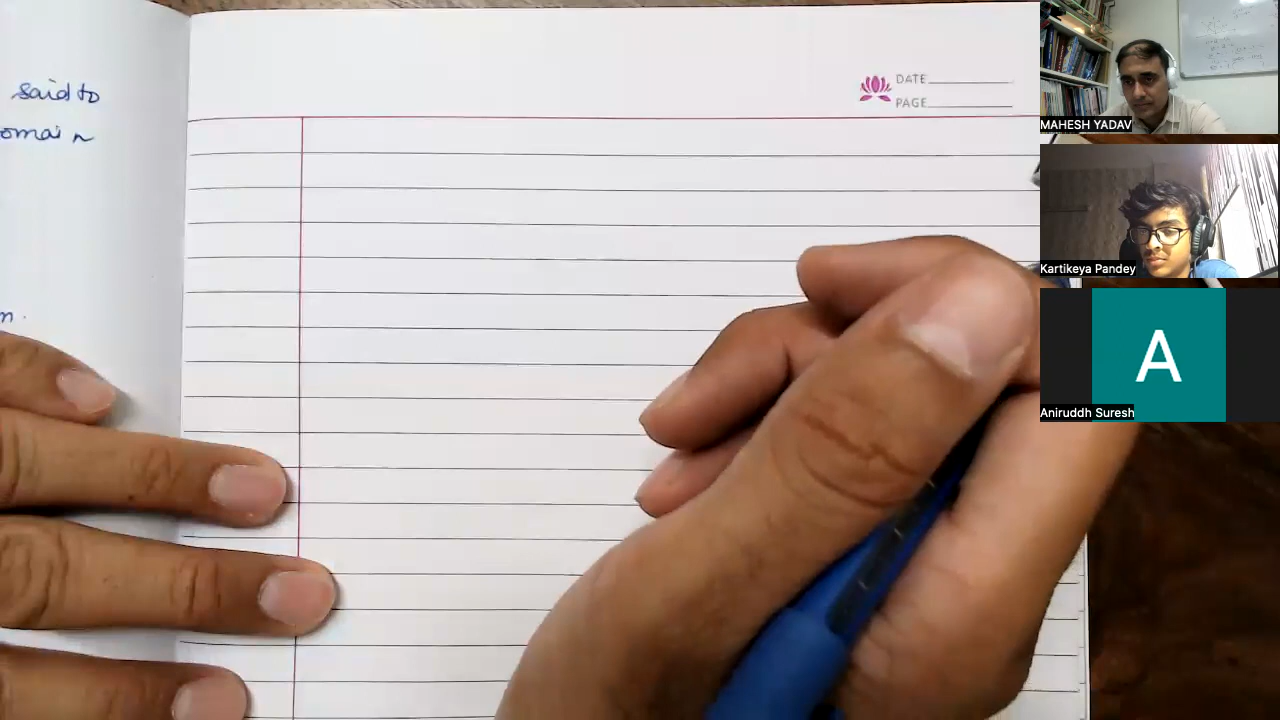 said to
omain
n.
DATE
PAGE
MAHESH YADAV
Kartikeya Pandey
A
Aniruddh Suresh